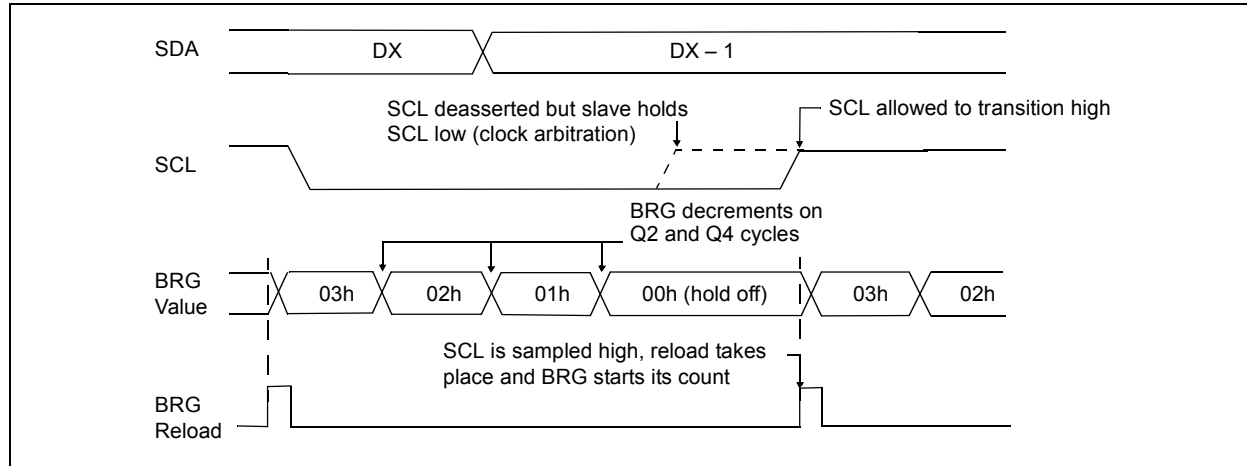 SDA
DX
DX – 1
SCL deasserted but slave holds
SCL low (clock arbitration)
SCL allowed to transition high
SCL
BRG decrements on
Q2 and Q4 cycles
BRG
Value
03h
02h
01h
00h (hold off)
03h
02h
SCL is sampled high, reload takes
place and BRG starts its count
BRG
Reload